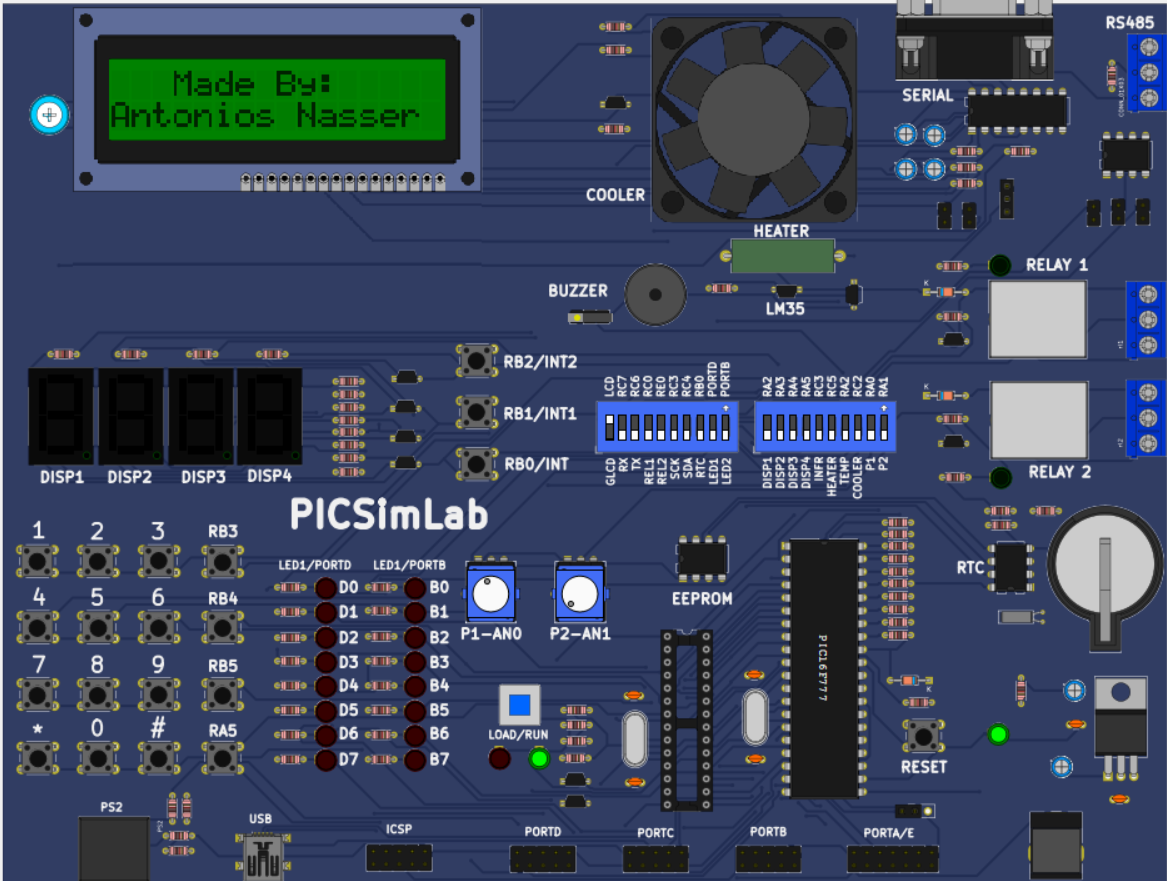 Made By:
Antonios Nasser
RS485
SERIAL
CONN_01X03
COOLER
HEATER
BUZZER
LM35
K
RELAY 1
RB2/INT2
RB1/INT1
RB0/INT
LCD RC7 RC6 RC0 RE0 RC3 RC4 RB0 PORTD PORTB
GLCD RX TX REL1 REL2 SCK SDA RTC LED1 LED2
RA2 RA3 RA4 RA5 RC3 RC5 RA2 RC2 RA0 RA1
DISP1 DISP2 DISP3 DISP4 INFR HEATER TEMP COOLER P1 P2
K
RELAY 2
DISP1 DISP2 DISP3 DISP4
PICSimLab
1 2 3 RB3
4 5 6 RB4
7 8 9 RB5
* 0 # RA5
LED1/PORTD LED1/PORTB
D0 B0
D1 B1
D2 B2
D3 B3
D4 B4
D5 B5
D6 B6
D7 B7
P1-AN0 P2-AN1
EEPROM
RTC
PIC16F777
LOAD/RUN
K
RESET
PS2
PS2
USB
ICSP
PORTD
PORTC
PORTB
PORTA/E